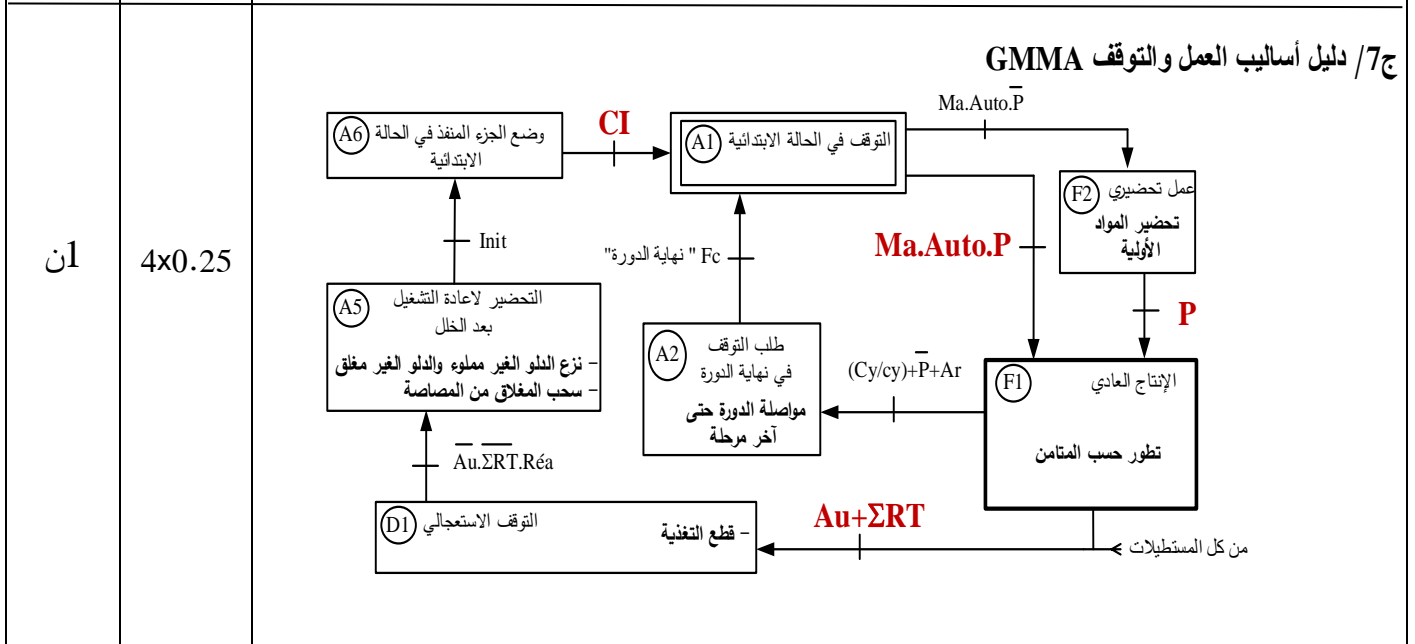 ج7/ دليل أساليب العمل والتوقف GMMA
1ن
4x0.25
A6 وضع الجزء المنفذ في الحالة
الابتدائية
CI
A1 التوقف في الحالة الابتدائية
Ma.Auto.P̅
F2 عمل تحضيري
تحضير المواد
الأولية
Init
Fc " نهاية الدورة"
Ma.Auto.P
P
A5 التحضير لاعادة التشغيل
بعد الخلل
- نزع الدلو الغير مملوء والدلو الغير مغلق
- سحب المغلاق من المصاصة
A2 طلب التوقف
في نهاية الدورة
مواصلة الدورة حتى
آخر مرحلة
(Cy/cy)+P̅+Ar
F1 الإنتاج العادي
تطور حسب المتامن
A̅u̅.Σ̅R̅T̅.Réa
D1 التوقف الاستعجالي
- قطع التغذية
Au+ΣRT
من كل المستطيلات